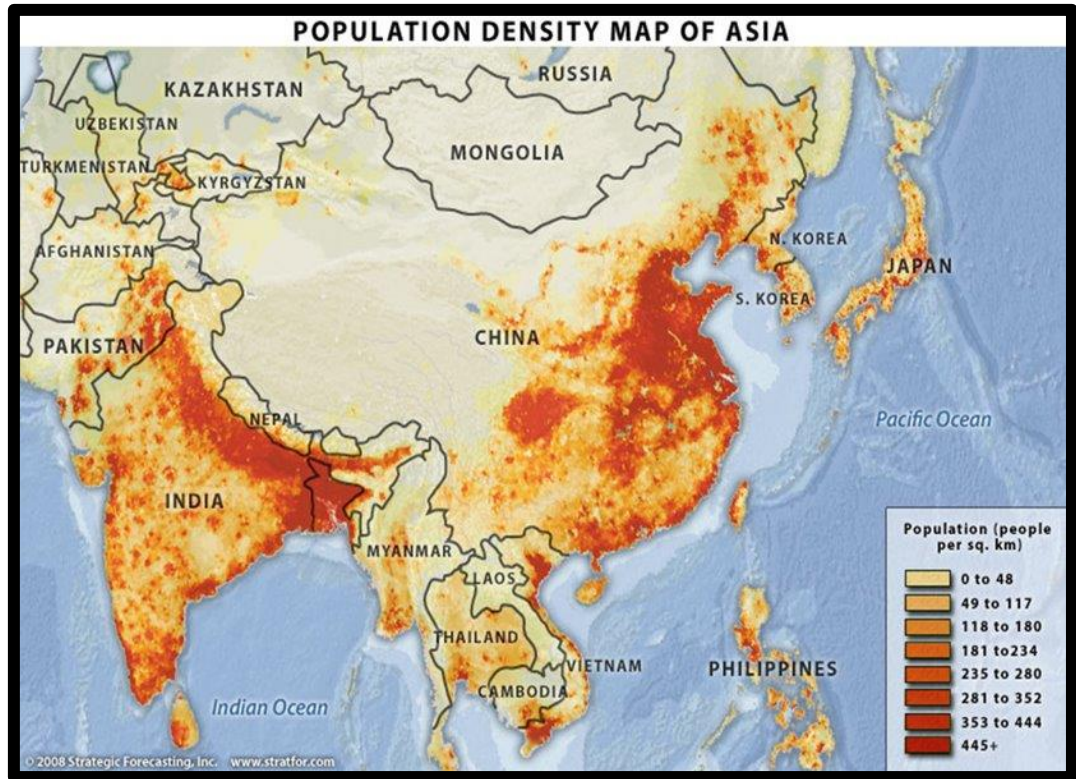 POPULATION DENSITY MAP OF ASIA
RUSSIA
KAZAKHSTAN
UZBEKISTAN
MONGOLIA
TURKMENISTAN
KYRGYZSTAN
N. KOREA
AFGHANISTAN
JAPAN
S. KOREA
CHINA
PAKISTAN
NEPAL
Pacific Ocean
INDIA
MYANMAR
LAOS
THAILAND
VIETNAM
PHILIPPINES
CAMBODIA
Indian Ocean
Population (people
per sq. km)
0 to 48
49 to 117
118 to 180
181 to234
235 to 280
281 to 352
353 to 444
445+
© 2008 Strategic Forecasting, Inc. www.stratfor.com